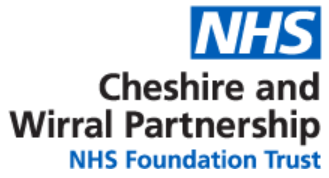 NHS
Cheshire and
Wirral Partnership
NHS Foundation Trust